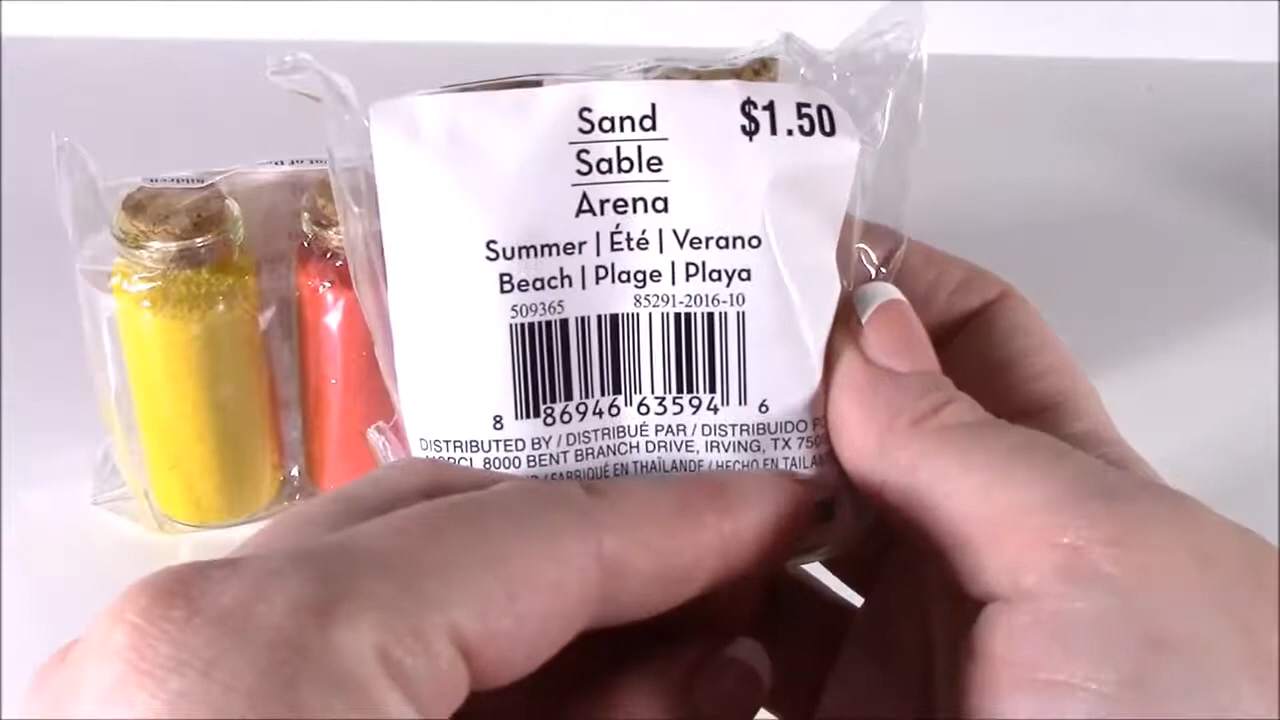 Sand
$1.50
Sable
Arena
Summer | Été | Verano
Beach | Plage | Playa
509365 85291-2016-10
8 86946 63594 6
DISTRIBUTED BY / DISTRIBUÉ PAR / DISTRIBUIDO
8000 BENT BRANCH DRIVE, IRVING, TX
/ FABRIQUÉ EN THAÏLANDE / HECHO EN